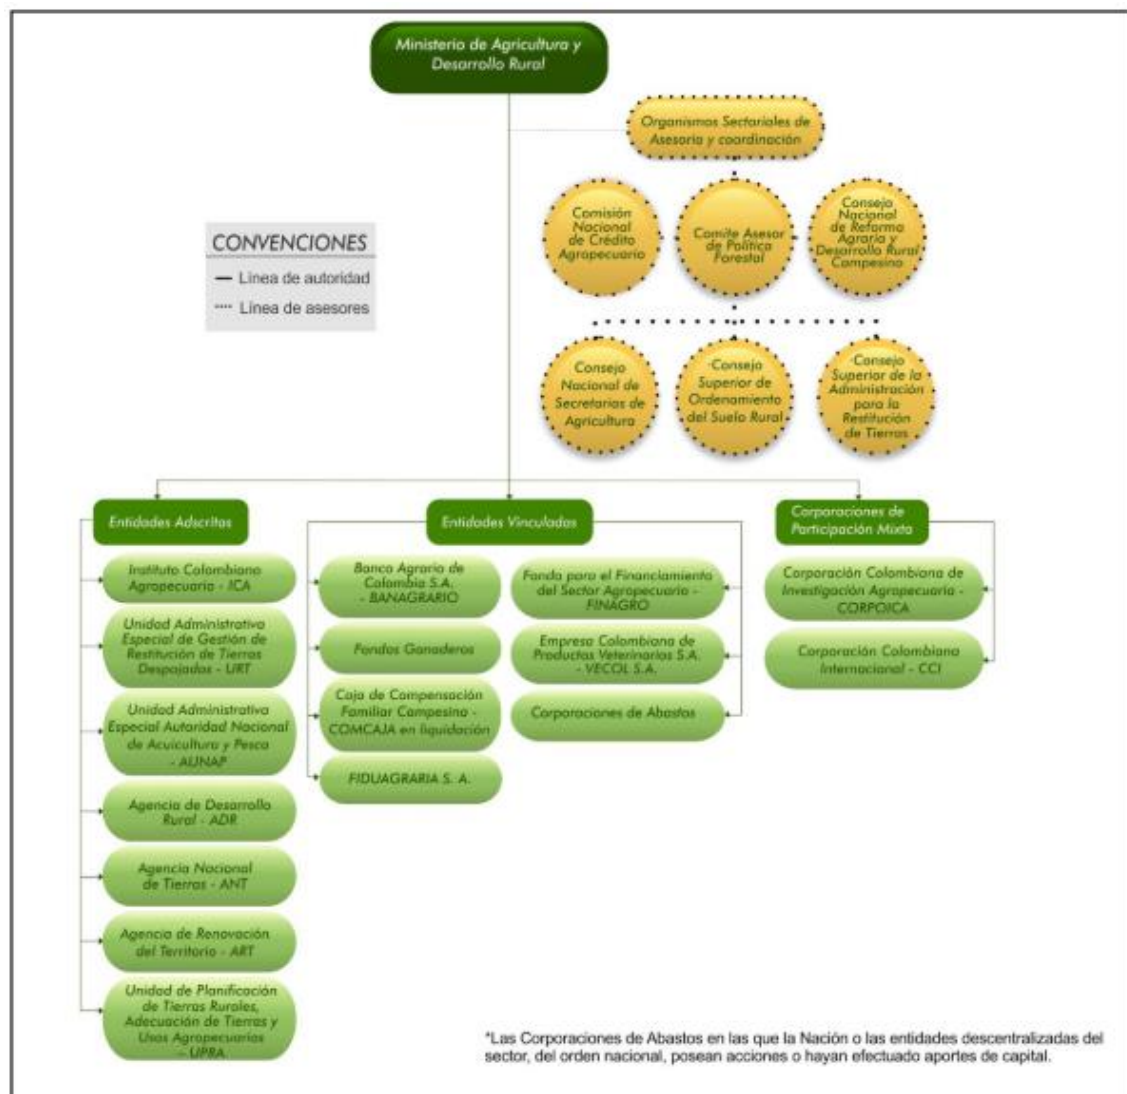 Ministerio de Agricultura y
Desarrollo Rural
Organismos Sectoriales de
Asesoría y coordinación
Comisión
Nacional
de Crédito
Agropecuario
Comite Asesor
de Política
Forestal
Consejo
Nacional
de Reforma
Agraria y
Desarrollo Rural
Campesino
CONVENCIONES
Línea de autoridad
Línea de asesores
Consejo
Nacional de
Secretarias de
Agricultura
-Consejo
Superior de
Ordenamiento
del Suelo Rural
-Consejo
Superior de la
Administración
para la
Restitución
de Tierras
Entidades Adscritas
Instituto Colombiano
Agropecuario - ICA
Unidad Administrativa
Especial de Gestión de
Restitución de Tierras
Despojadas - URT
Unidad Administrativa
Especial Autoridad Nacional
de Acuicultura y Pesca
- AUNAP
Agencia de Desarrollo
Rural - ADR
Agencia Nacional
de Tierras - ANT
Agencia de Renovación
del Territorio - ART
Unidad de Planificación
de Tierras Rurales,
Adecuación de Tierras y
Usos Agropecuarios
- UPRA
Entidades Vinculadas
Banco Agrario de
Colombia S.A.
- BANAGRARIO
Fondos Ganaderos
Caja de Compensación
Familiar Campesina -
COMCAJA en liquidación
FIDUAGRARIA S. A.
Fondo para el Financiamiento
del Sector Agropecuario -
FINAGRO
Empresa Colombiana de
Productos Veterinarios S.A.
- VECOL S.A.
Corporaciones de Abastos
Corporaciones de
Participación Mixta
Corporación Colombiana de
Investigación Agropecuaria -
CORPOICA
Corporación Colombiana
Internacional - CCI
*Las Corporaciones de Abastos en las que la Nación o las entidades descentralizadas del
sector, del orden nacional, posean acciones o hayan efectuado aportes de capital.